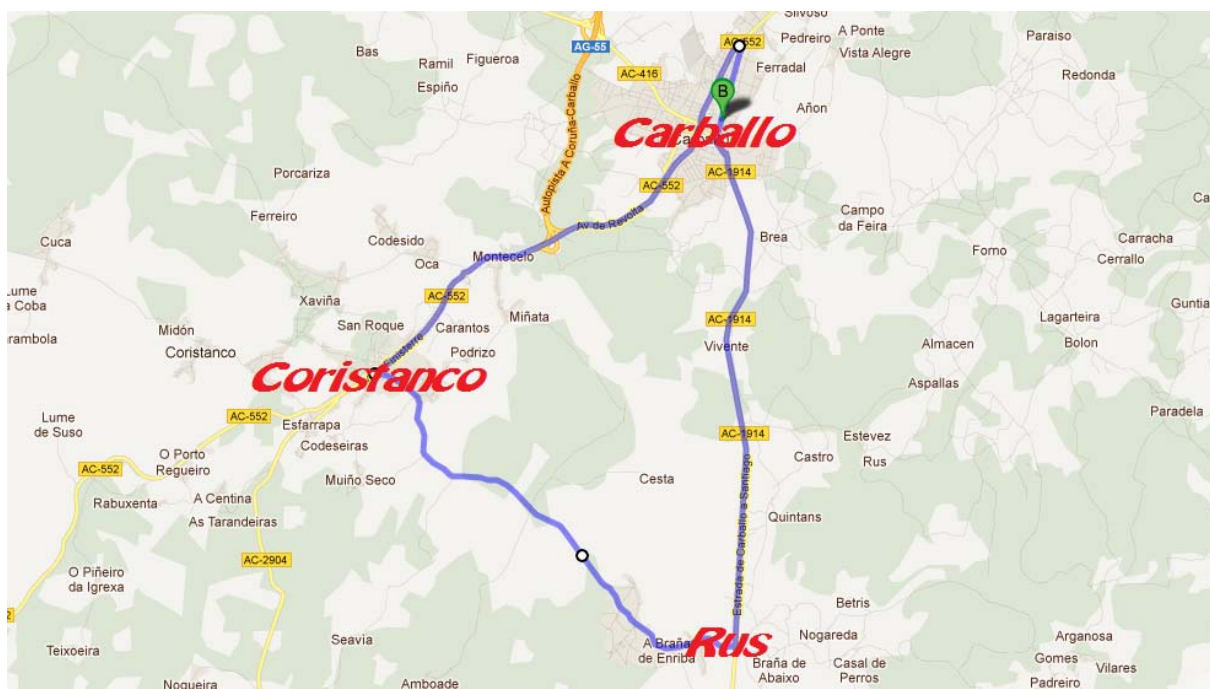 Silvoso
AC-552
Pedreiro
A Ponte
Vista Alegre
Paraiso
Bas
Ramil
Figueroa
Espiño
AG-55
AC-416
Ferradal
Redonda
B
Añon
Carballo
Autopista A Coruña-Carballo
Porcariza
AC-552
AC-1914
Ferreiro
Av de Revolta
Campo
da Feira
Cuca
Codesido
Brea
Carracha
Forno
Cerrallo
Oca
Montecelo
Lume
a Coba
Xaviña
AC-552
Miñata
Guntia
arambola
Midón
San Roque
Carantos
AC-1914
Lagarteira
Bolon
Coristanco
Podrizo
Vivente
Almacen
Finisterre
Coristanco
Aspallas
Lume
de Suso
AC-552
Esfarrapa
Codeseiras
AC-1914
Paradela
Estevez
Rus
O Porto
Regueiro
AC-552
Castro
Rabuxenta
A Centina
As Tarandeiras
Muiño Seco
Cesta
Quintans
Estrada de Carballo a Santiago
AC-2904
O Piñeiro
da Igrexa
Betris
Teixoeira
Seavia
A Braña
de Enriba
Rus
Nogareda
Arganosa
Braña de
Abaixo
Casal de
Perros
Gomes
Vilares
Padreiro
Nogueira
Amboade